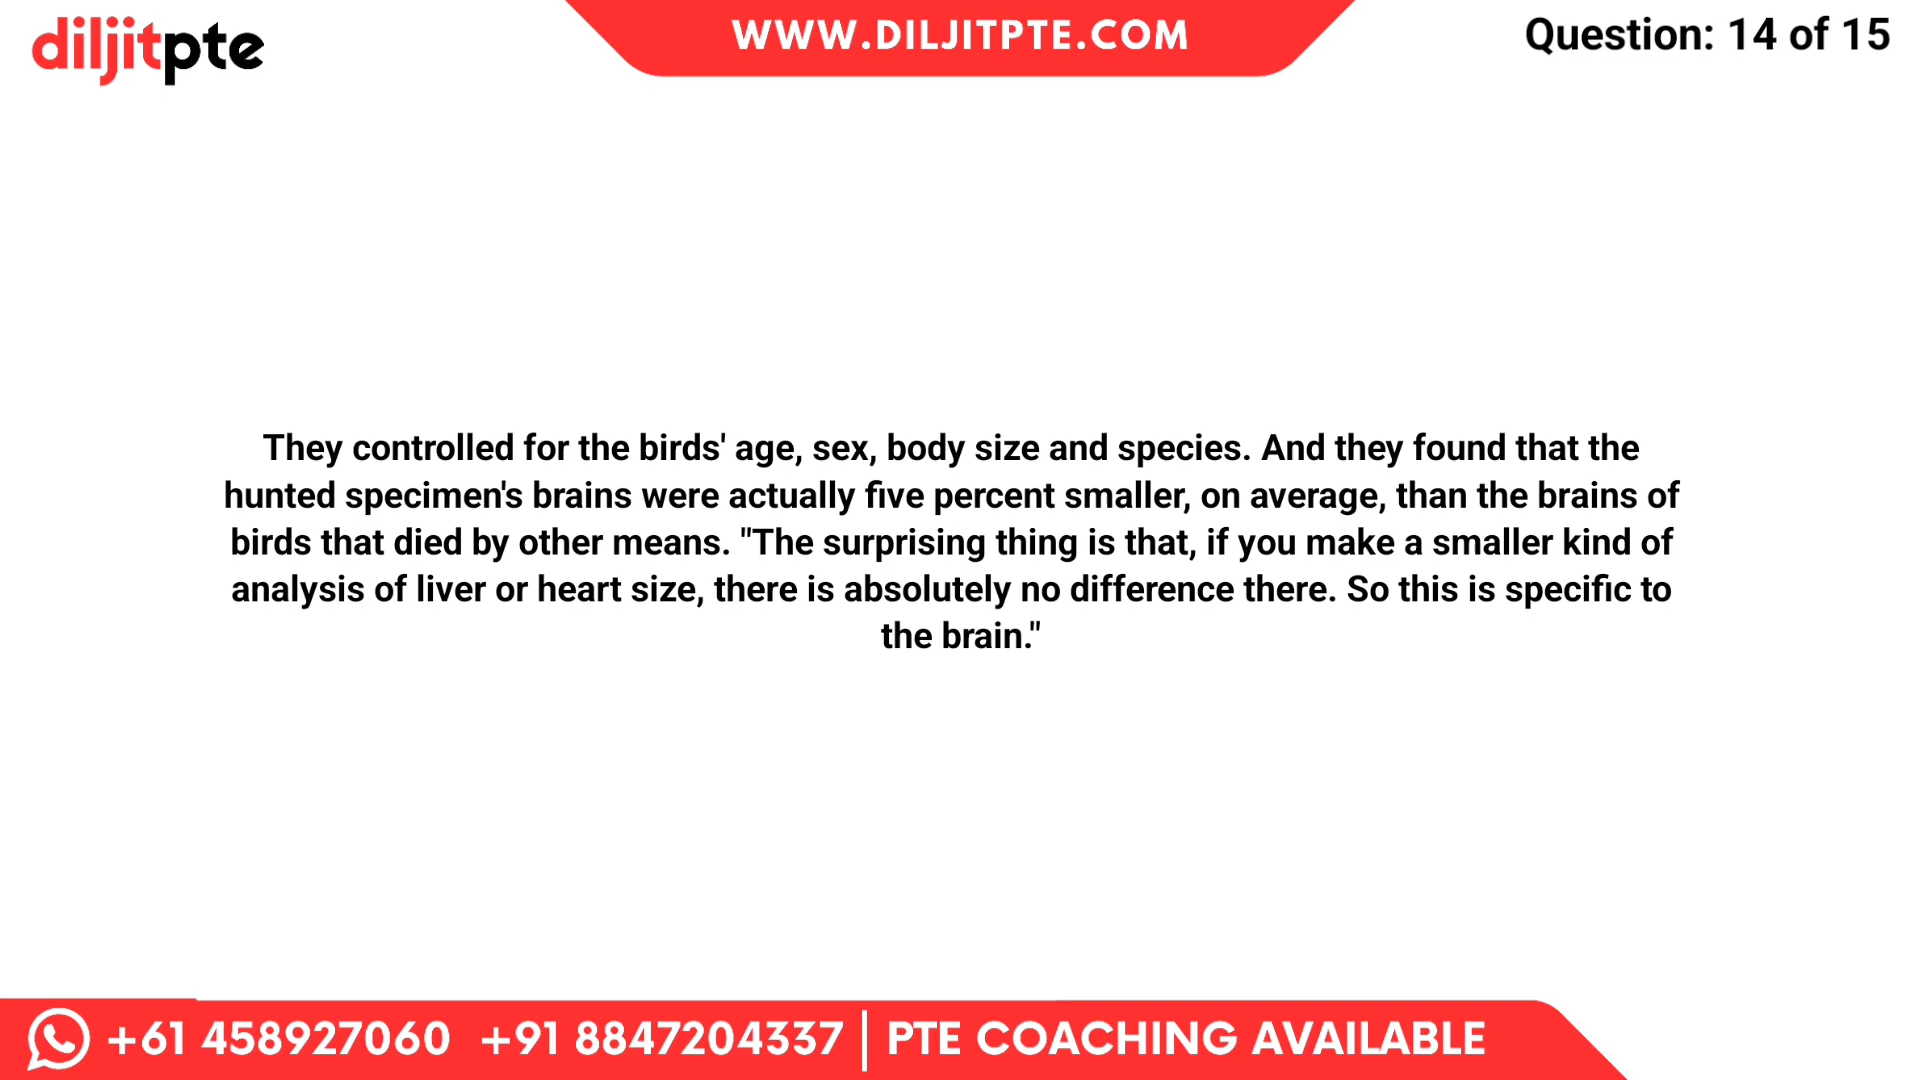 diljitpte
WWW.DILJITPTE.COM
Question: 14 of 15
They controlled for the birds' age, sex, body size and species. And they found that the
hunted specimen's brains were actually five percent smaller, on average, than the brains of
birds that died by other means. "The surprising thing is that, if you make a smaller kind of
analysis of liver or heart size, there is absolutely no difference there. So this is specific to
the brain."
+61 458927060 +91 8847204337 | PTE COACHING AVAILABLE